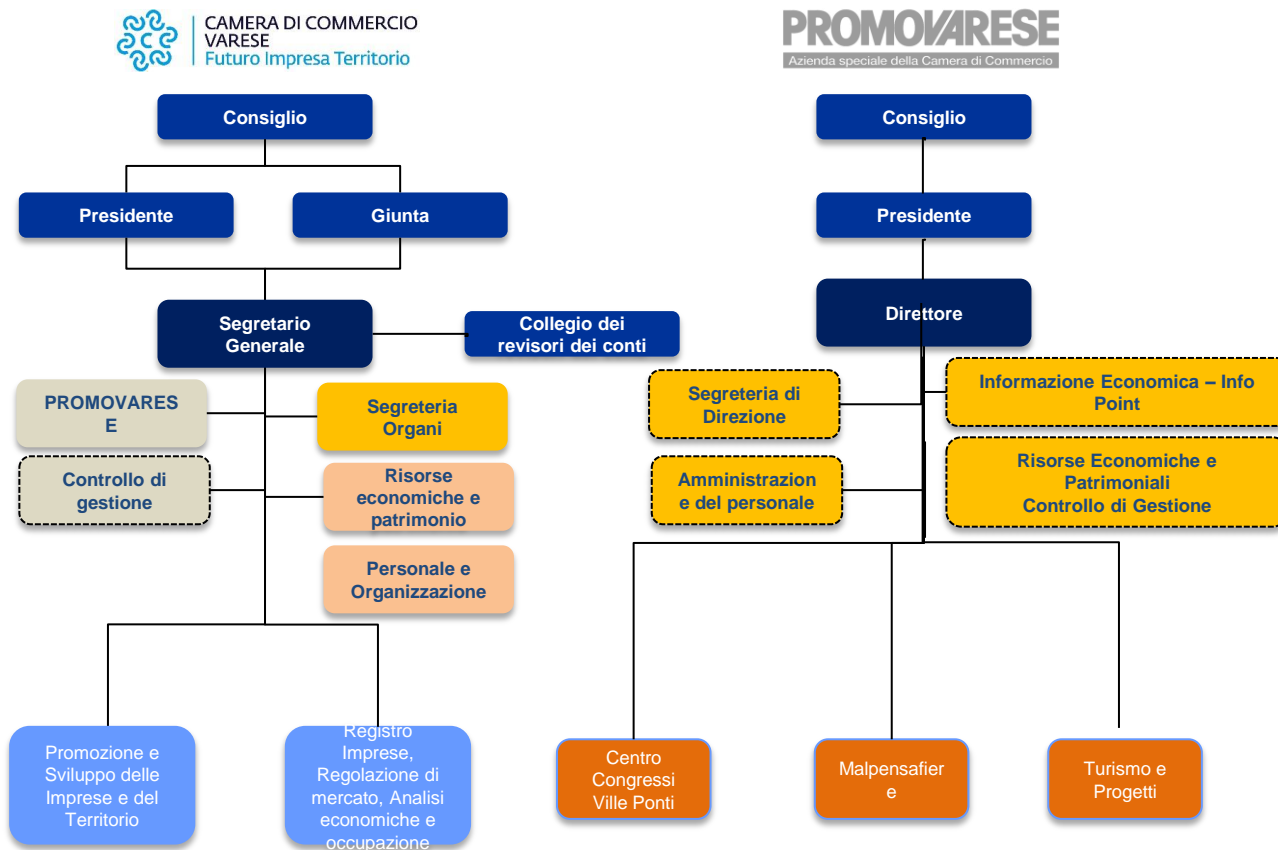 CAMERA DI COMMERCIO
VARESE
Futuro Impresa Territorio
PROMOVARESE
Azienda speciale della Camera di Commercio
Consiglio
Presidente
Giunta
Segretario
Generale
Collegio dei
revisori dei conti
PROMOVARES
E
Segreteria
Organi
Controllo di
gestione
Risorse
economiche e
patrimonio
Personale e
Organizzazione
Promozione e
Sviluppo delle
Imprese e del
Territorio
Registro
Imprese,
Regolazione di
mercato, Analisi
economiche e
occupazione
Consiglio
Presidente
Direttore
Segreteria di
Direzione
Informazione Economica – Info
Point
Amministrazion
e del personale
Risorse Economiche e
Patrimoniali
Controllo di Gestione
Centro
Congressi
Ville Ponti
Malpensafier
e
Turismo e
Progetti